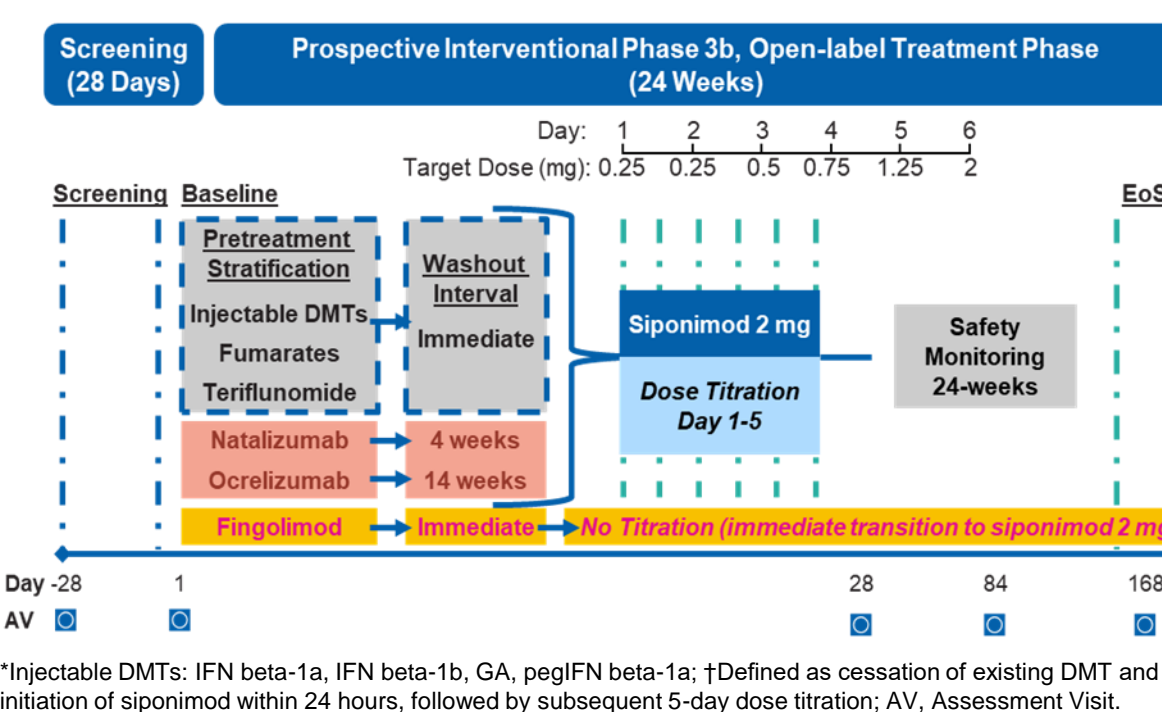 Screening
(28 Days)
Prospective Interventional Phase 3b, Open-label Treatment Phase
(24 Weeks)
Day: 1 2 3 4 5 6
Target Dose (mg): 0.25 0.25 0.5 0.75 1.25 2
Screening Baseline EoS
Pretreatment
Stratification
Injectable DMTs
Fumarates
Teriflunomide
Washout
Interval
Immediate
Siponimod 2 mg
Dose Titration
Day 1-5
Safety
Monitoring
24-weeks
Natalizumab 4 weeks
Ocrelizumab 14 weeks
Fingolimod Immediate No Titration (immediate transition to siponimod 2 mg
Day -28 1 28 84 168
AV
*Injectable DMTs: IFN beta-1a, IFN beta-1b, GA, pegIFN beta-1a; †Defined as cessation of existing DMT and
initiation of siponimod within 24 hours, followed by subsequent 5-day dose titration; AV, Assessment Visit.